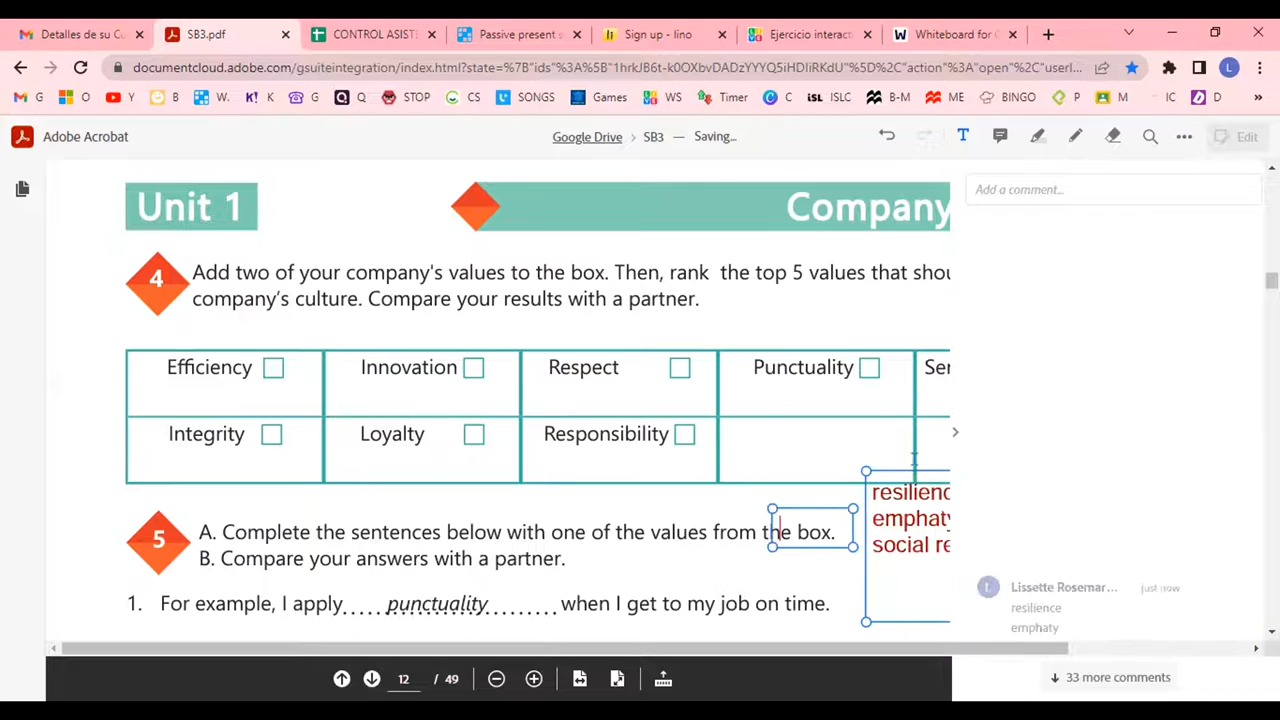 Detalles de su Cu
SB3.pdf
CONTROL ASIST
Passive present s
Sign up - lino
Ejercicio interact
Whiteboard for G
documentcloud.adobe.com/gsuiteintegration/index.html?state=%7B"ids"%3A%5B"1hrkJB6t-k0OXbvDADzYYYQ5iHDIiRKdU"%5D%2C"action"%3A"open"%2C"userI...
G O Y B W. K! G Q STOP CS SONGS Games WS Timer C ISLC B-M ME BINGO P M IC D »
Adobe Acrobat
Google Drive > SB3 — Saving...
Edit
Add a comment...
Unit 1
Company
4
Add two of your company's values to the box. Then, rank the top 5 values that shou
company's culture. Compare your results with a partner.
Efficiency Innovation Respect Punctuality Ser
Integrity Loyalty Responsibility
resilienc
emphaty
social re
5
A. Complete the sentences below with one of the values from the box.
B. Compare your answers with a partner.
1. For example, I apply.....punctuality..........when I get to my job on time.
Lissette Rosemar... just now
resilience
emphaty
12 / 49
33 more comments